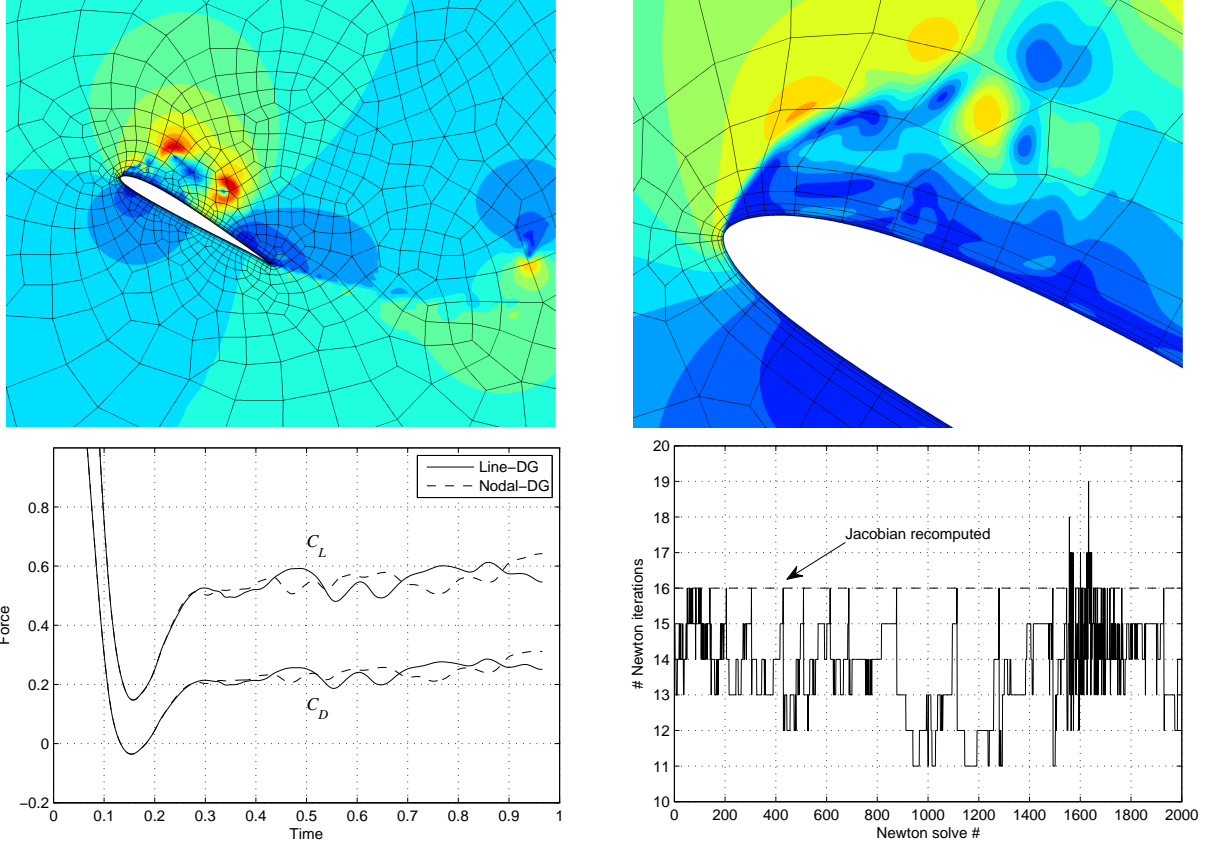 0.8
0.6
0.4
0.2
0
−0.2
Force
0 0.1 0.2 0.3 0.4 0.5 0.6 0.7 0.8 0.9 1
Time
Line−DG
Nodal−DG
C_L
C_D
20
19
18
17
16
15
14
13
12
11
10
# Newton iterations
0 200 400 600 800 1000 1200 1400 1600 1800 2000
Newton solve #
Jacobian recomputed